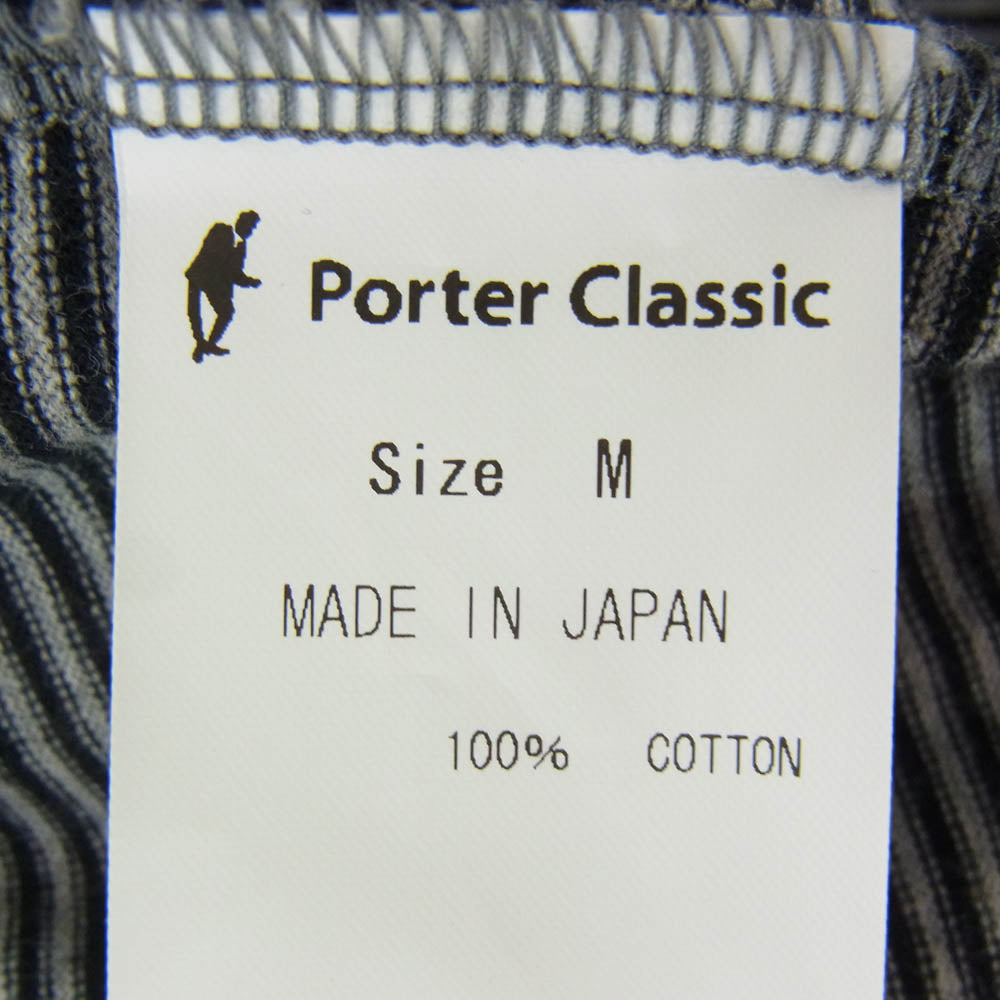 Porter Classic
Size M
MADE IN JAPAN
100% COTTON